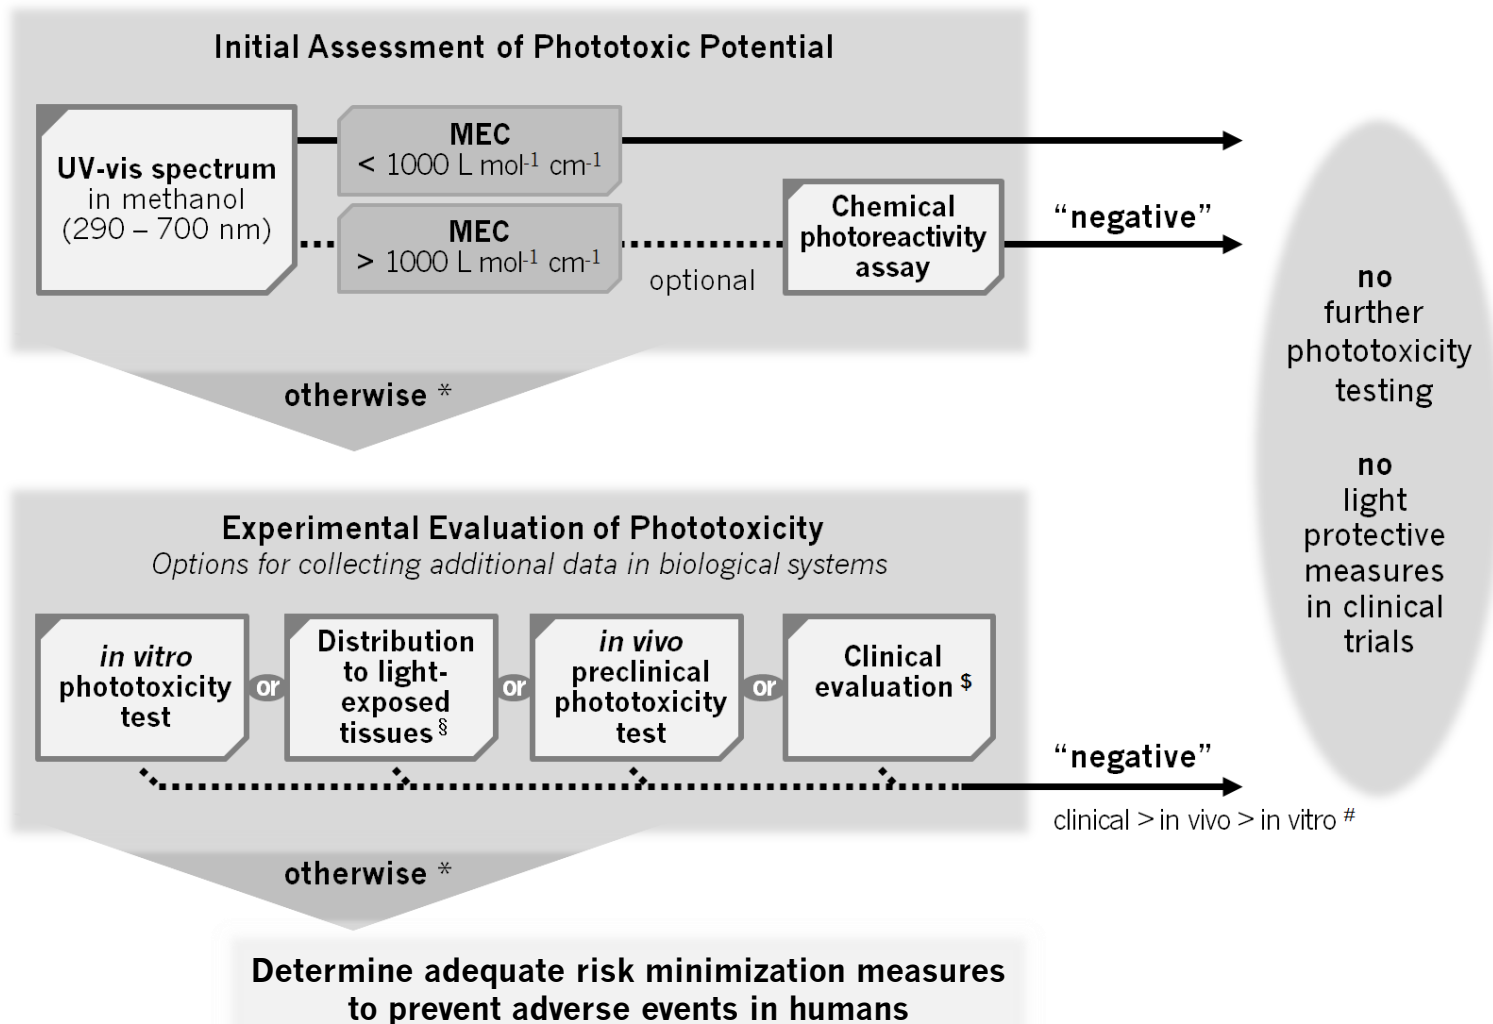 Initial Assessment of Phototoxic Potential
UV-vis spectrum
in methanol
(290 – 700 nm)
MEC
< 1000 L mol-1 cm-1
MEC
> 1000 L mol-1 cm-1
optional
Chemical
photoreactivity
assay
“negative”
no
further
phototoxicity
testing
no
light
protective
measures
in clinical
trials
otherwise *
Experimental Evaluation of Phototoxicity
Options for collecting additional data in biological systems
in vitro
phototoxicity
test
or
Distribution
to light-
exposed
tissues §
or
in vivo
preclinical
phototoxicity
test
or
Clinical
evaluation $
“negative”
clinical > in vivo > in vitro #
otherwise *
Determine adequate risk minimization measures
to prevent adverse events in humans